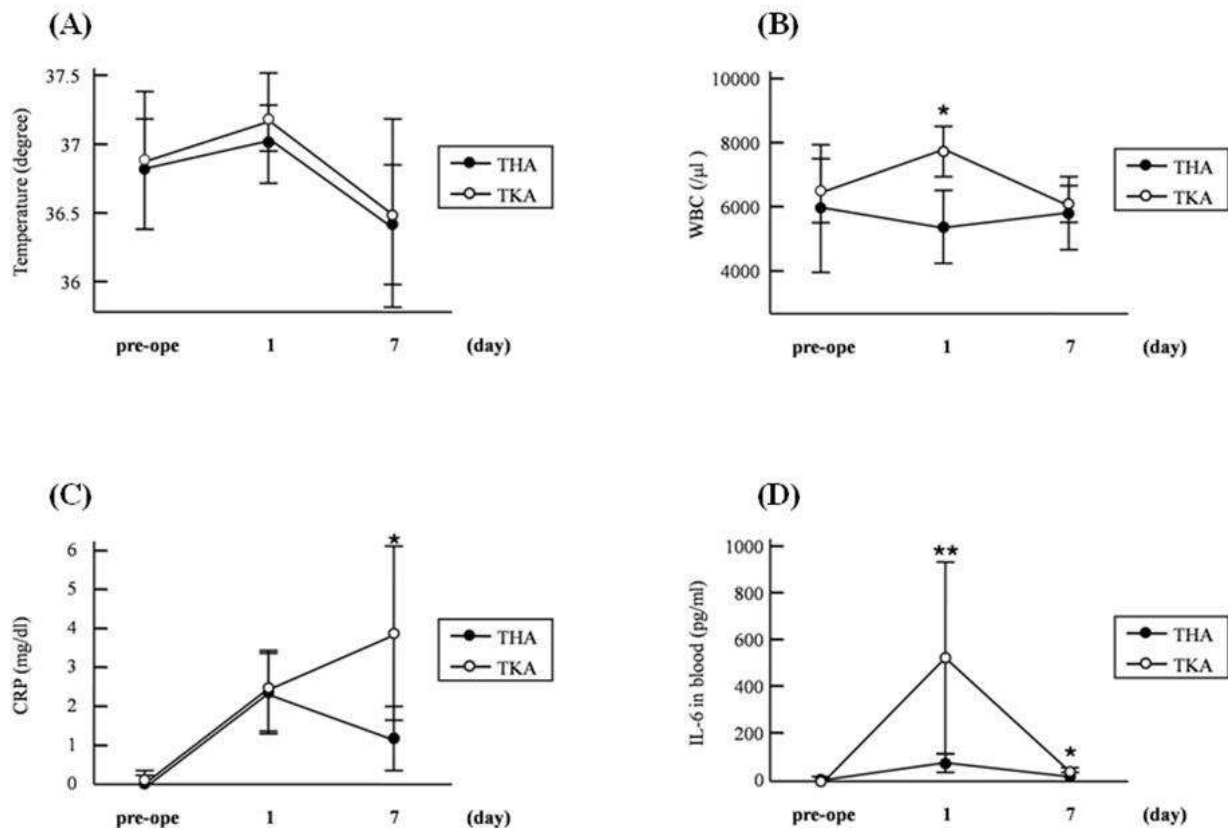 (A)
Temperature (degree)
37.5
37
36.5
36
pre-ope 1 7 (day)
THA
TKA
(B)
WBC (/μl )
10000
8000
6000
4000
*
pre-ope 1 7 (day)
THA
TKA
(C)
CRP (mg/dl)
6
5
4
3
2
1
0
*
pre-ope 1 7 (day)
THA
TKA
(D)
IL-6 in blood (pg/ml)
1000
800
600
400
200
0
**
*
pre-ope 1 7 (day)
THA
TKA